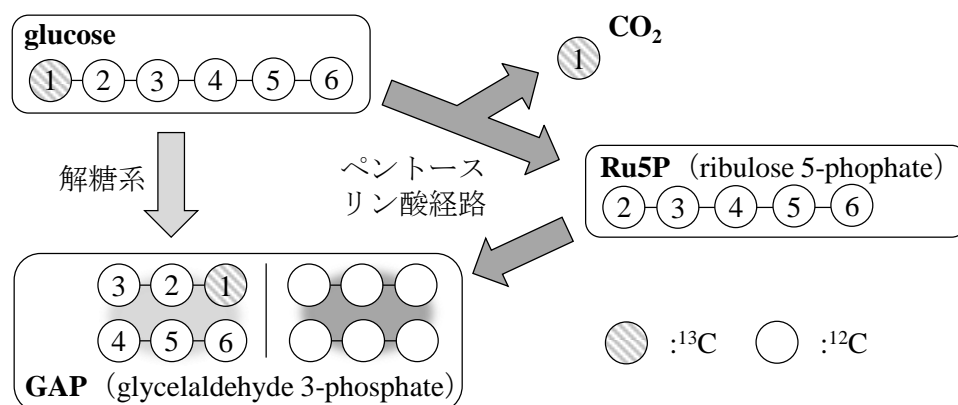 glucose
1 2 3 4 5 6
CO2
1
解糖系
ペントース
リン酸経路
Ru5P（ribulose 5-phophate）
2 3 4 5 6
3 2 1
4 5 6
GAP（glycelaldehyde 3-phosphate）
:13C :12C